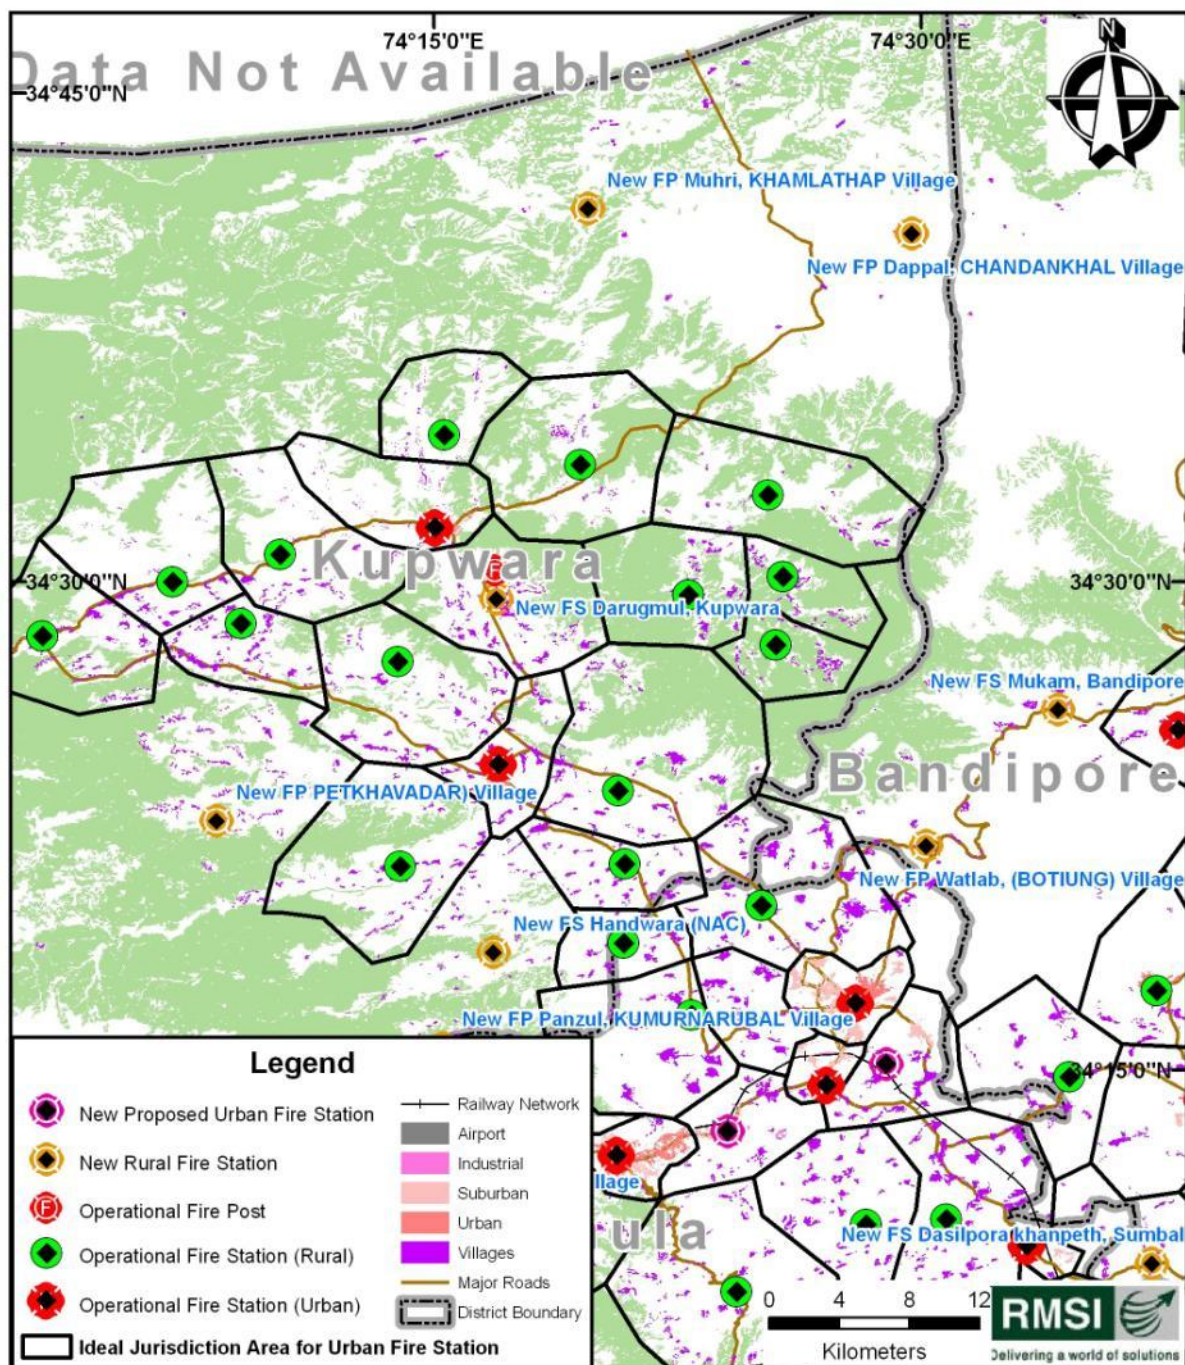 74°15'0"E
74°30'0"E
Data Not Available
N
34°45'0"N
New FP Muhri, KHAMLATHAP Village
New FP Dappal, CHANDANKHAL Village
Kupwara
F
34°30'0"N
34°30'0"N
New FS Darugmul, Kupwara
New FS Mukam, Bandipore
Bandipore
New FP PETKHAVADAR) Village
New FP Watlab, (BOTIUNG) Village
New FS Handwara (NAC)
New FP Panzul, KUMURNARUBAL Village
34°15'0"N
llage
ula
New FS Dasilpora khanpeth, Sumbal
Legend
New Proposed Urban Fire Station
New Rural Fire Station
F
Operational Fire Post
Operational Fire Station (Rural)
Operational Fire Station (Urban)
Ideal Jurisdiction Area for Urban Fire Station
Railway Network
Airport
Industrial
Suburban
Urban
Villages
Major Roads
District Boundary
0 4 8 12
Kilometers
RMSI
Delivering a world of solutions